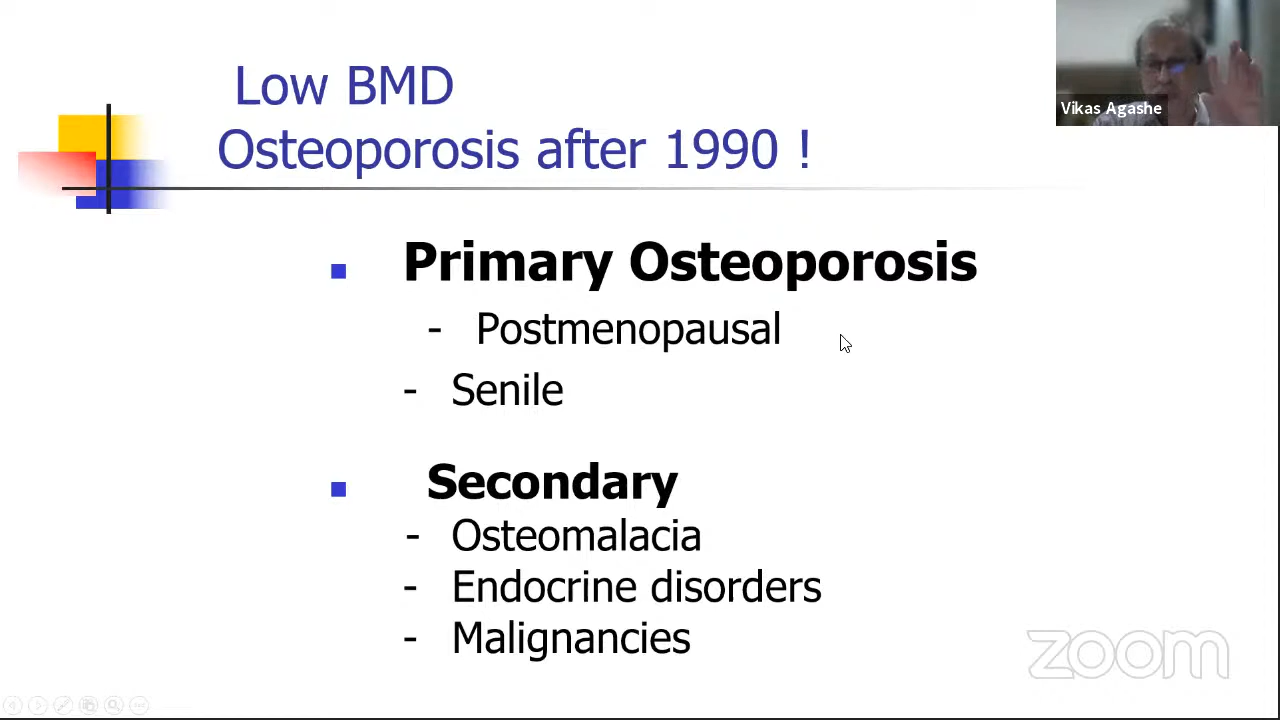 Low BMD
Osteoporosis after 1990 !
Vikas Agashe
■ Primary Osteoporosis
- Postmenopausal
- Senile
■ Secondary
- Osteomalacia
- Endocrine disorders
- Malignancies
zoom